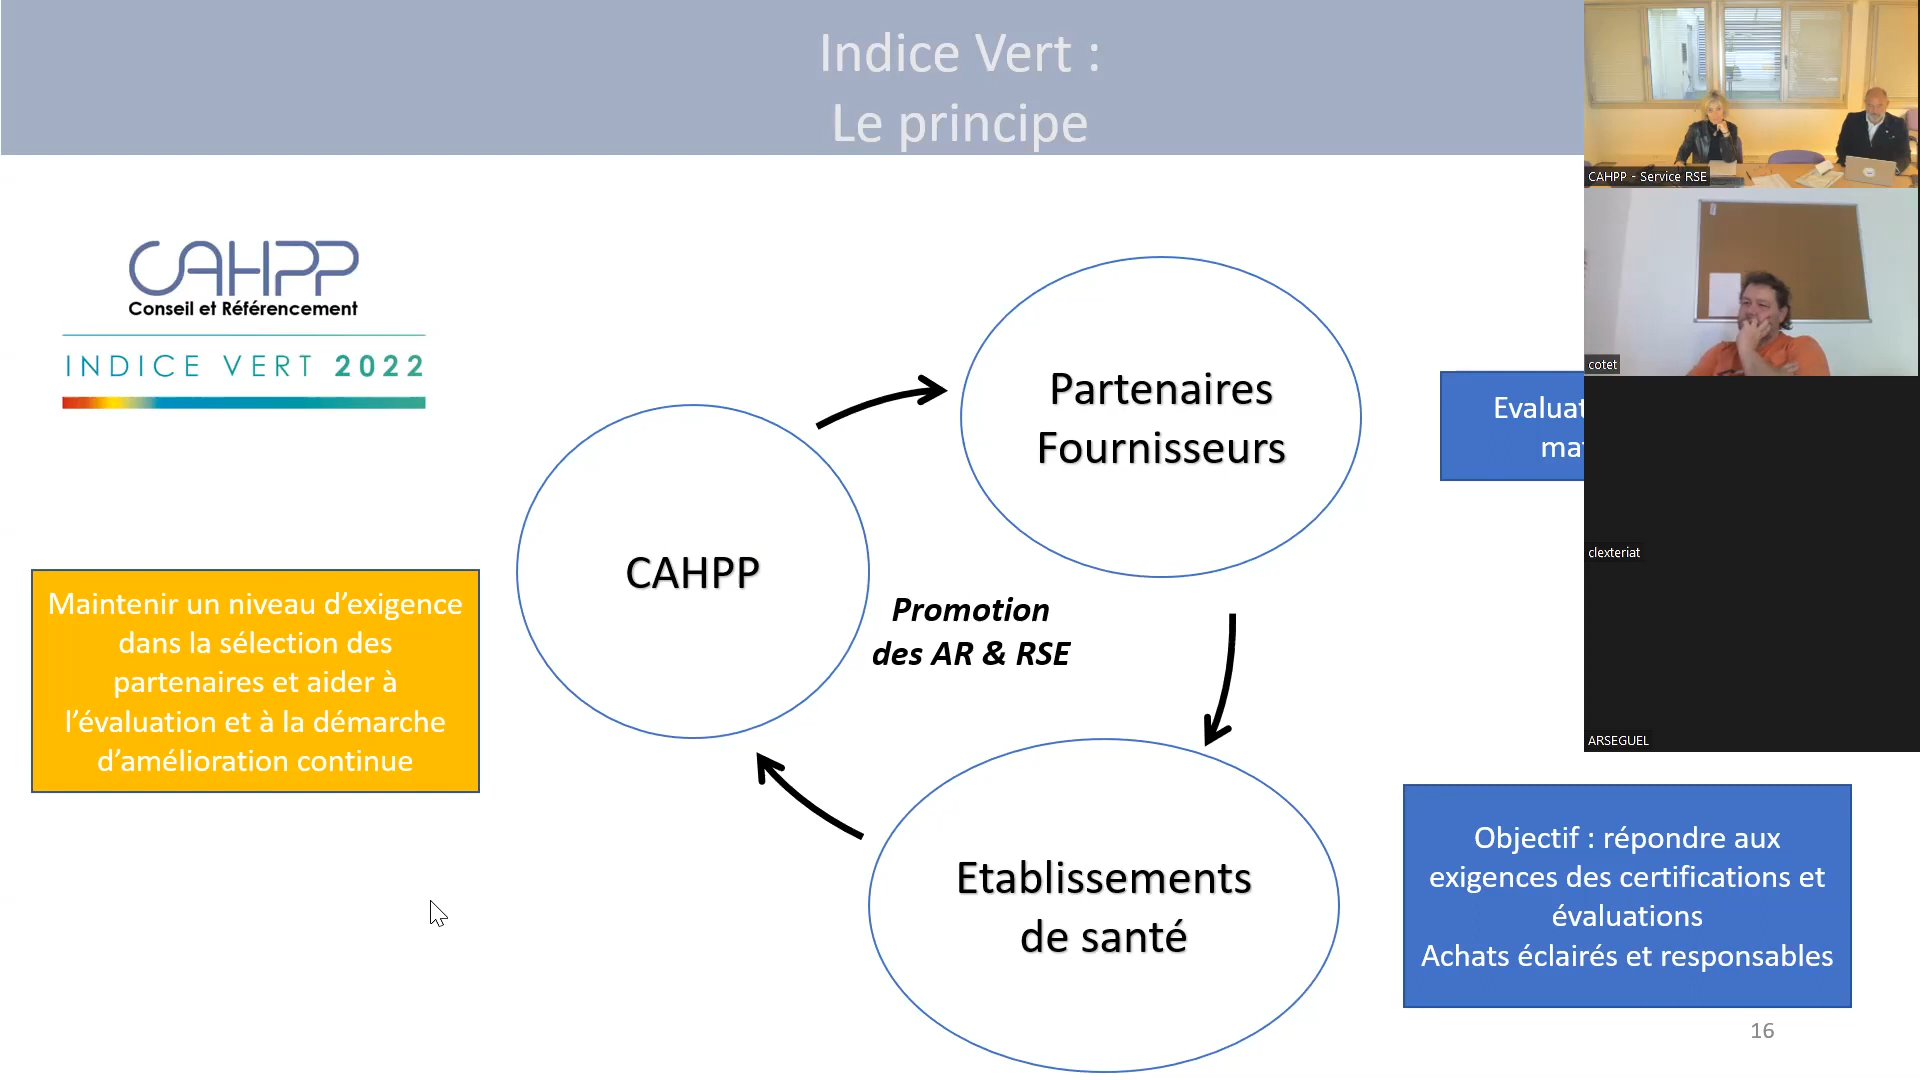 Indice Vert :
Le principe
CAHPP
Conseil et Référencement
INDICE VERT 2022
Partenaires
Fournisseurs
CAHPP
Promotion
des AR & RSE
Etablissements
de santé
Maintenir un niveau d’exigence
dans la sélection des
partenaires et aider à
l’évaluation et à la démarche
d’amélioration continue
Objectif : répondre aux
exigences des certifications et
évaluations
Achats éclairés et responsables
16
CAHPP - Service RSE
cotet
clexteriat
ARSEGUEL